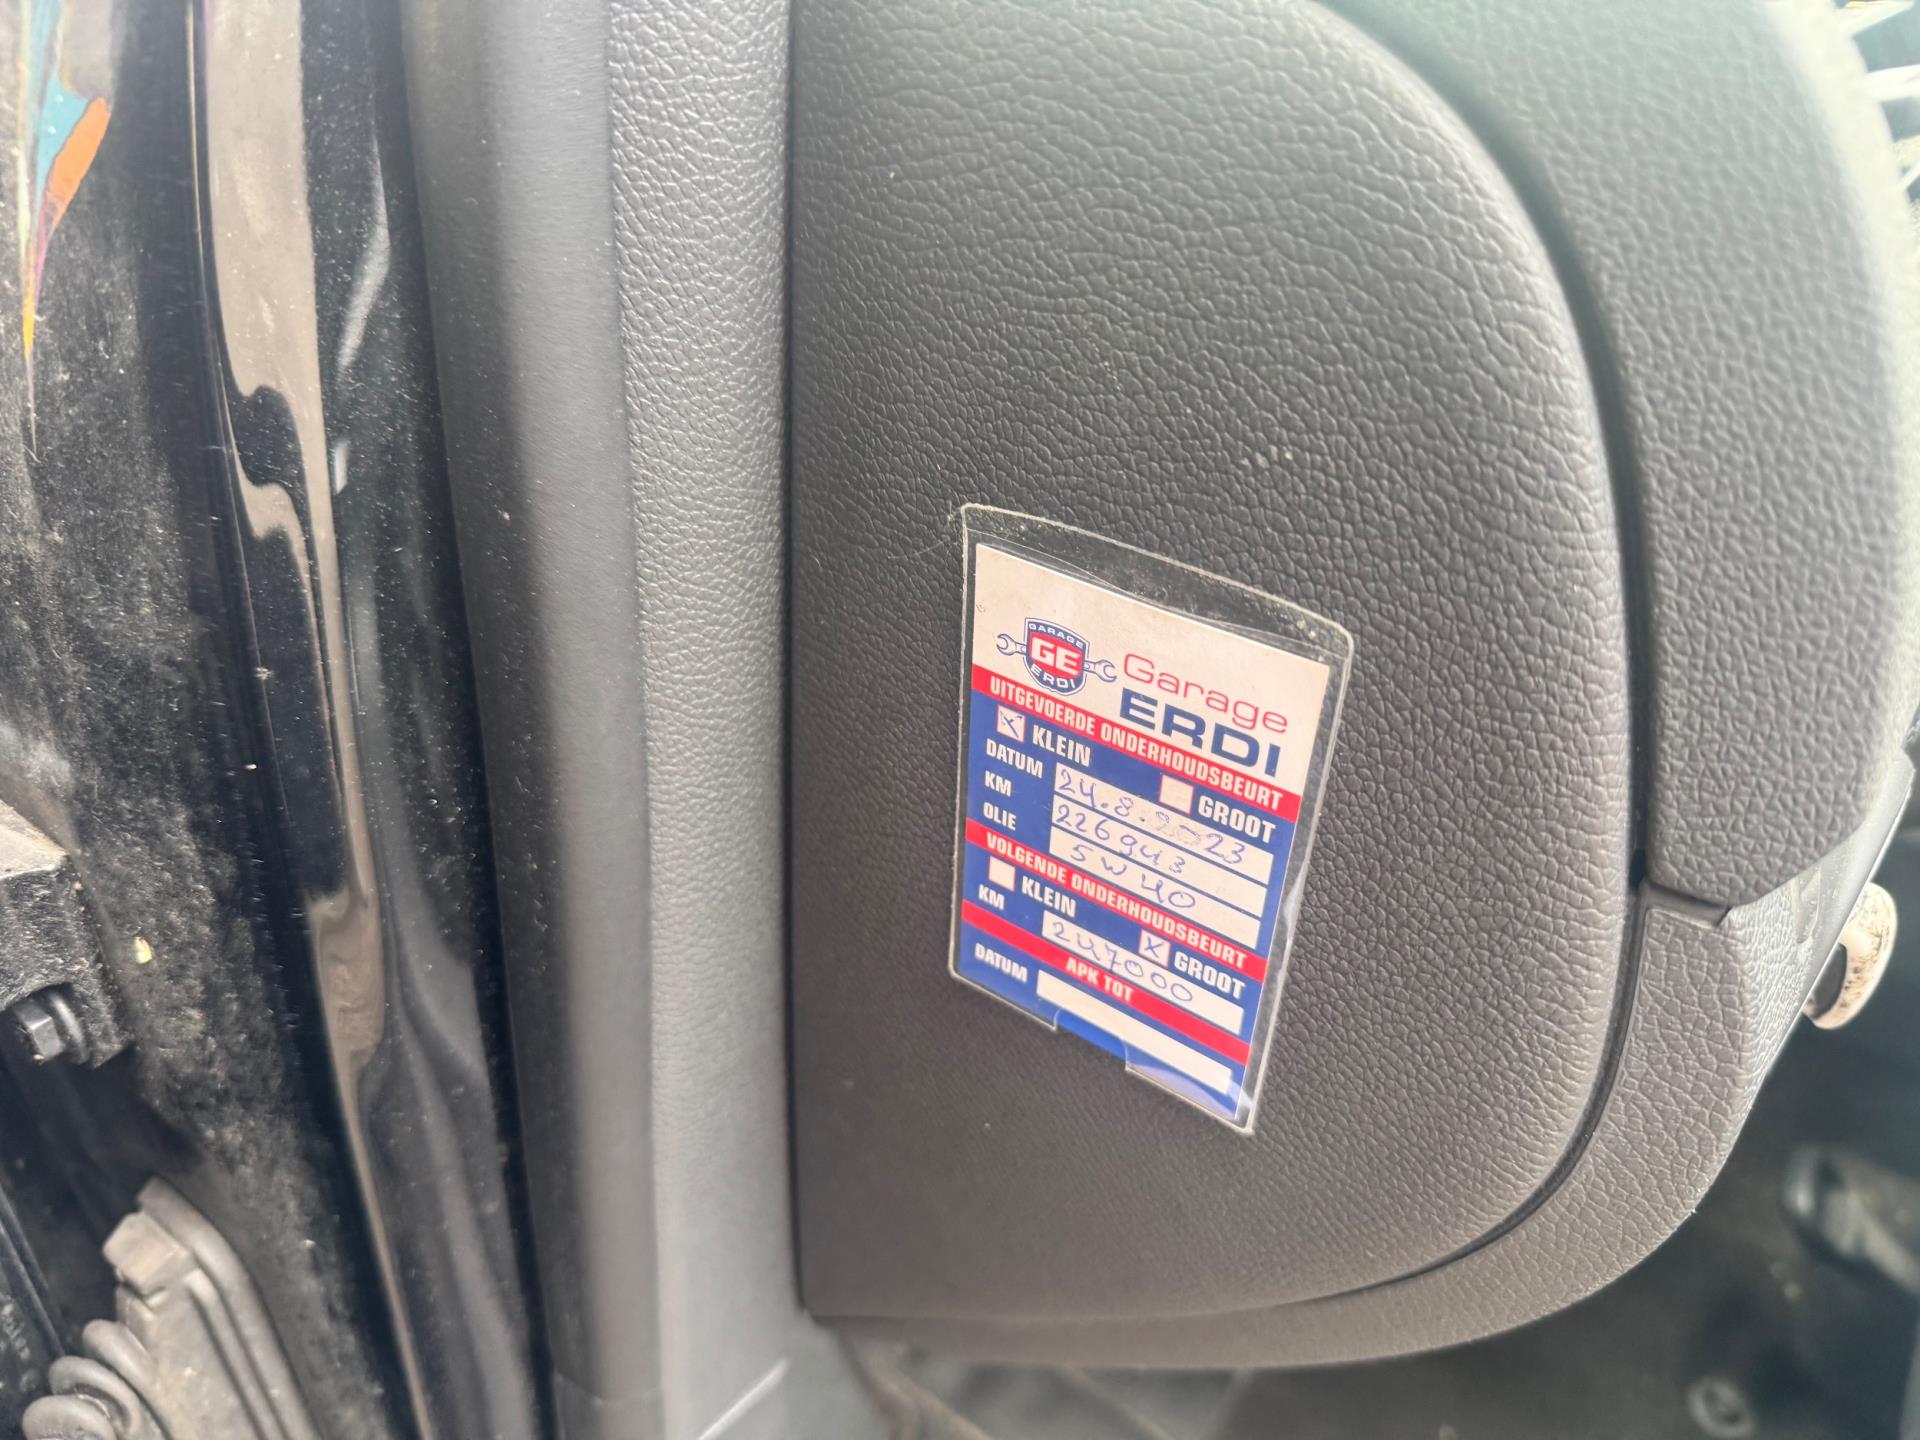 GARAGE
GE
ERDI
Garage
ERDI
UITGEVOERDE ONDERHOUDSBEURT
X KLEIN GROOT
DATUM 24.8.2023
KM 226943
OLIE 5W40
VOLGENDE ONDERHOUDSBEURT
KLEIN X GROOT
KM 247000
APK TOT
DATUM